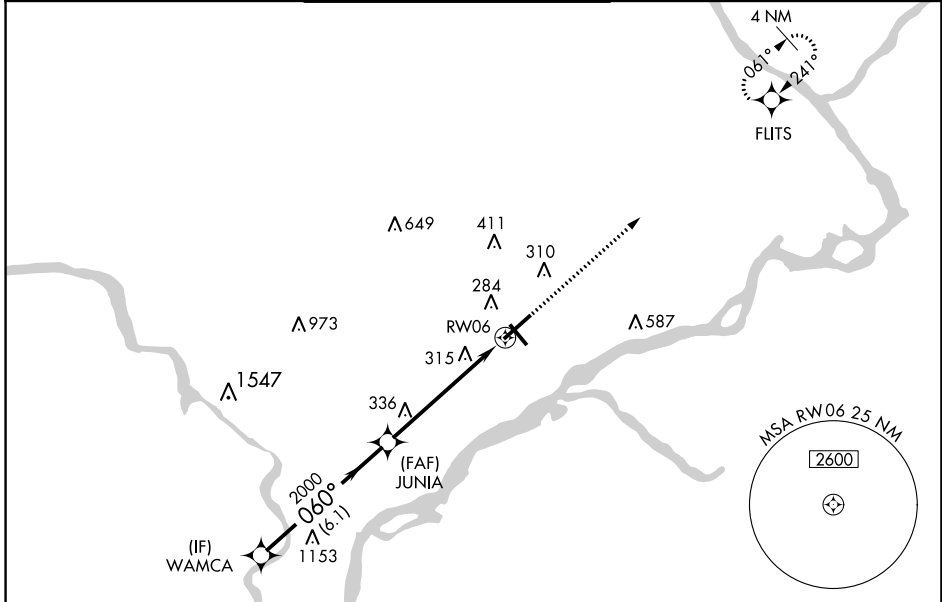 4 NM
061°
241°
FLITS
649
411
310
284
RW06
587
973
315
1547
336
(FAF)
JUNIA
MSA RW06 25 NM
2600
2000
060°
(6.1)
1153
(IF)
WAMCA